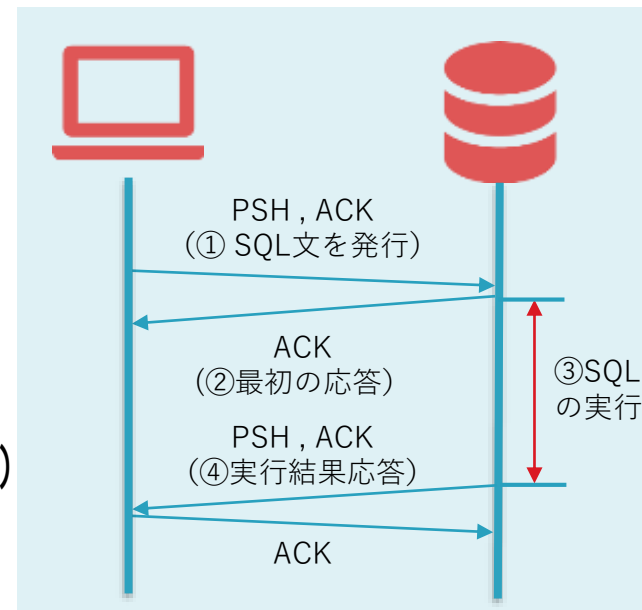 PSH , ACK
(① SQL文を発行)
ACK
(②最初の応答)
③SQL
の実行
)
PSH , ACK
(④実行結果応答)
ACK